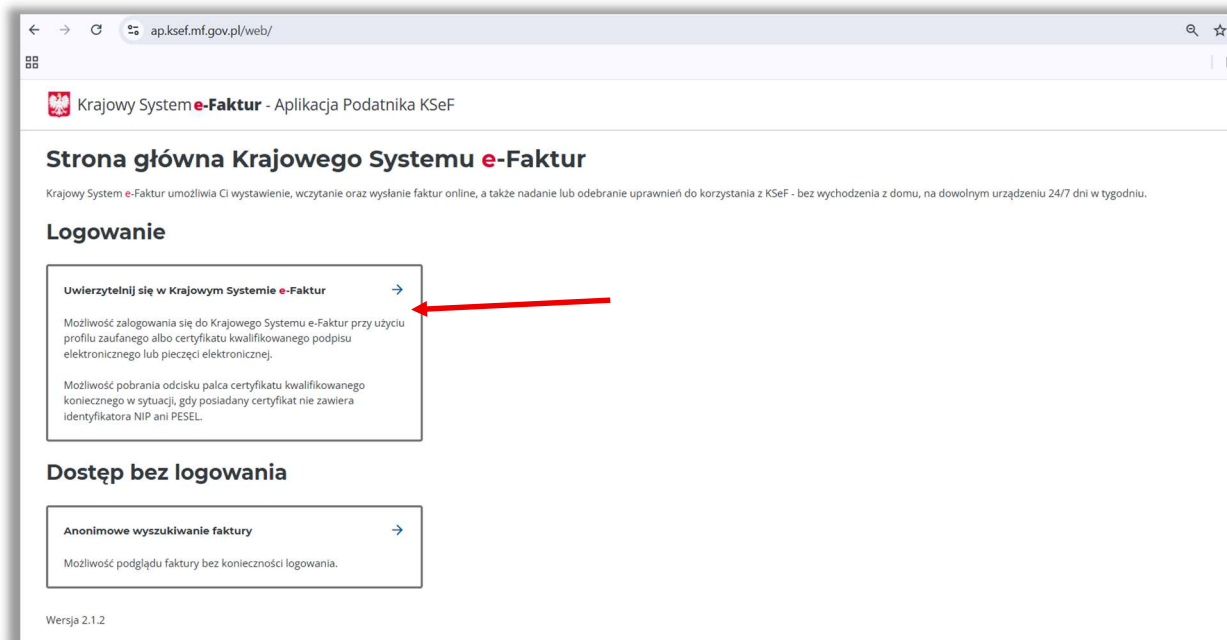 ap.ksef.mf.gov.pl/web/
Krajowy System e-Faktur - Aplikacja Podatnika KSeF
Strona główna Krajowego Systemu e-Faktur
Krajowy System e-Faktur umożliwia Ci wystawienie, wczytanie oraz wysłanie faktur online, a także nadanie lub odebranie uprawnień do korzystania z KSeF - bez wychodzenia z domu, na dowolnym urządzeniu 24/7 dni w tygodniu.
Logowanie
Uwierzytelnij się w Krajowym Systemie e-Faktur
Możliwość zalogowania się do Krajowego Systemu e-Faktur przy użyciu
profilu zaufanego albo certyfikatu kwalifikowanego podpisu
elektronicznego lub pieczęci elektronicznej.
Możliwość pobrania odcisku palca certyfikatu kwalifikowanego
koniecznego w sytuacji, gdy posiadany certyfikat nie zawiera
identyfikatora NIP ani PESEL.
Dostęp bez logowania
Anonimowe wyszukiwanie faktury
Możliwość podglądu faktury bez konieczności logowania.
Wersja 2.1.2